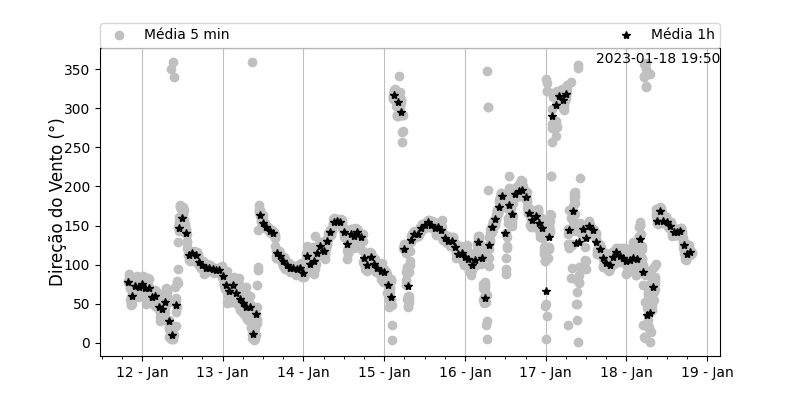 Média 5 min
Média 1h
2023-01-18 19:50
Direção do Vento (°)
350
300
250
200
150
100
50
0
12 - Jan
13 - Jan
14 - Jan
15 - Jan
16 - Jan
17 - Jan
18 - Jan
19 - Jan